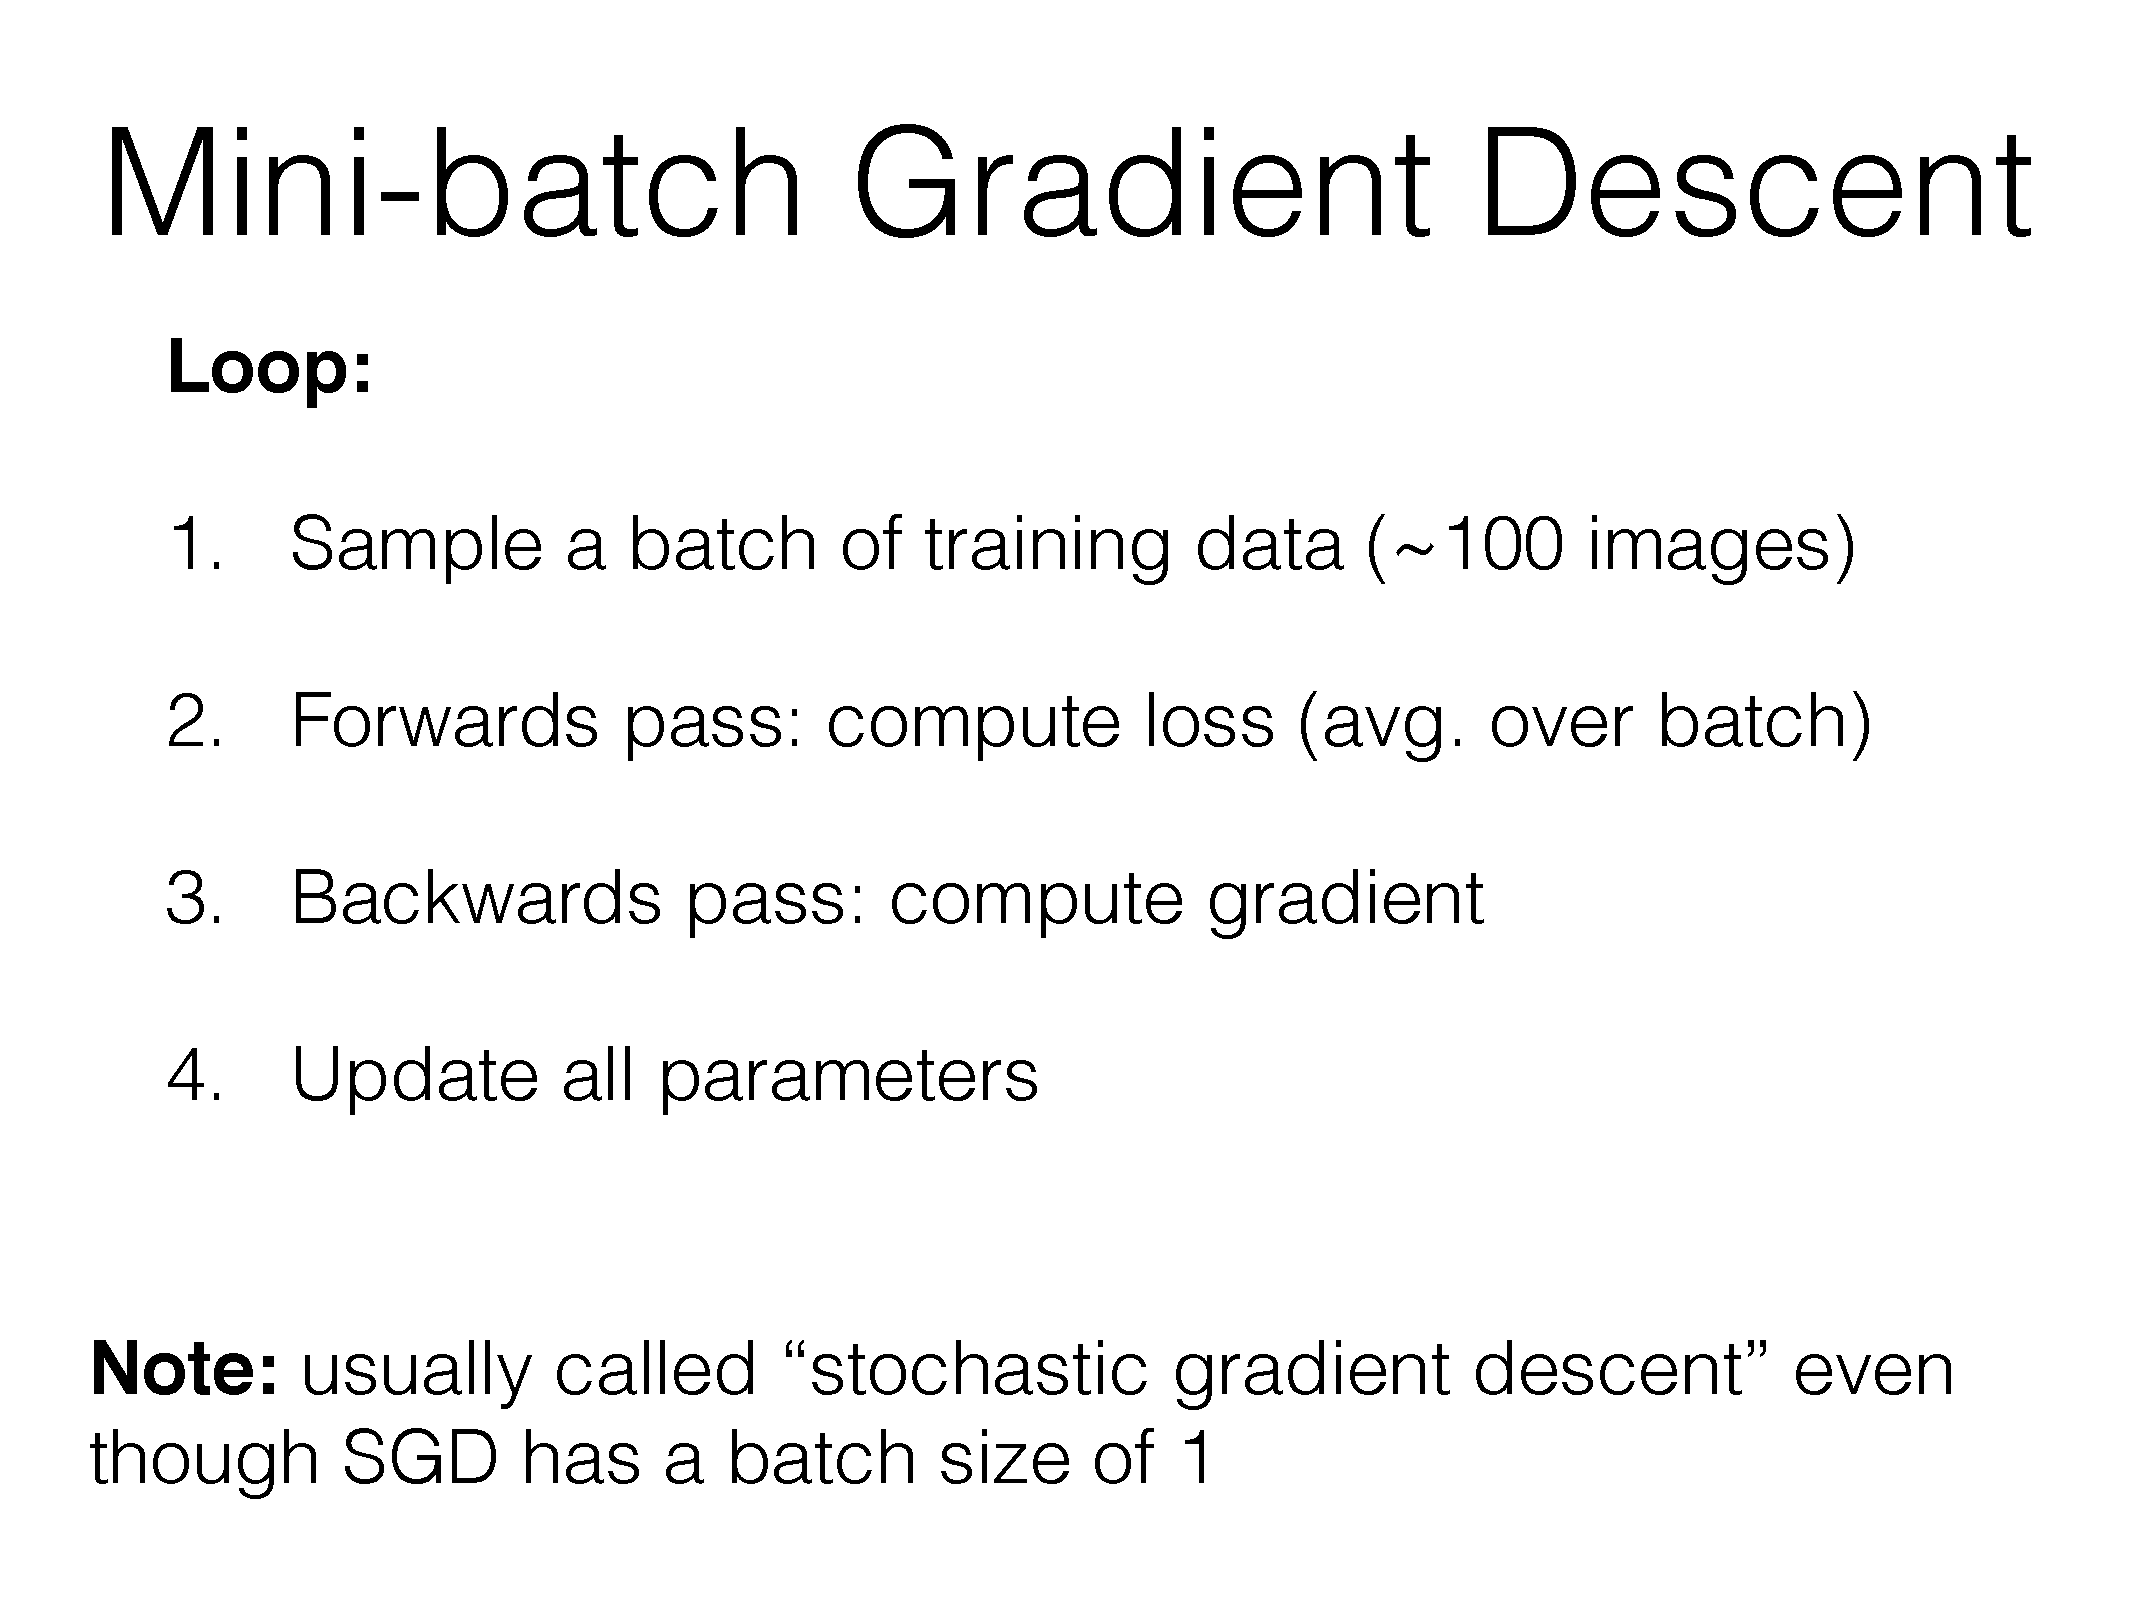 Mini-batch Gradient Descent
Loop:
1. Sample a batch of training data (~100 images)
2. Forwards pass: compute loss (avg. over batch)
3. Backwards pass: compute gradient
4. Update all parameters
Note: usually called “stochastic gradient descent” even
though SGD has a batch size of 1